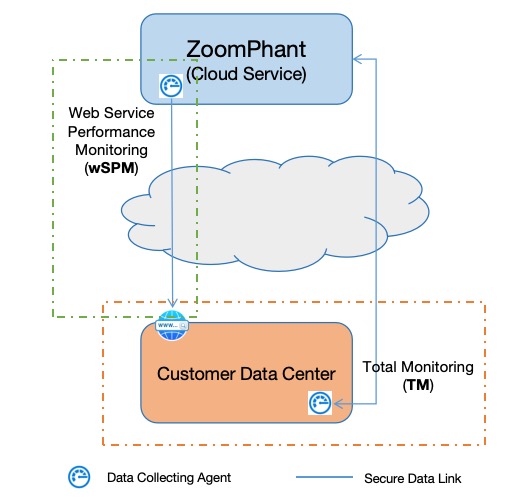 ZoomPhant
(Cloud Service)
Web Service
Performance
Monitoring
(wSPM)
www...
Customer Data Center
Total Monitoring
(TM)
Data Collecting Agent
Secure Data Link